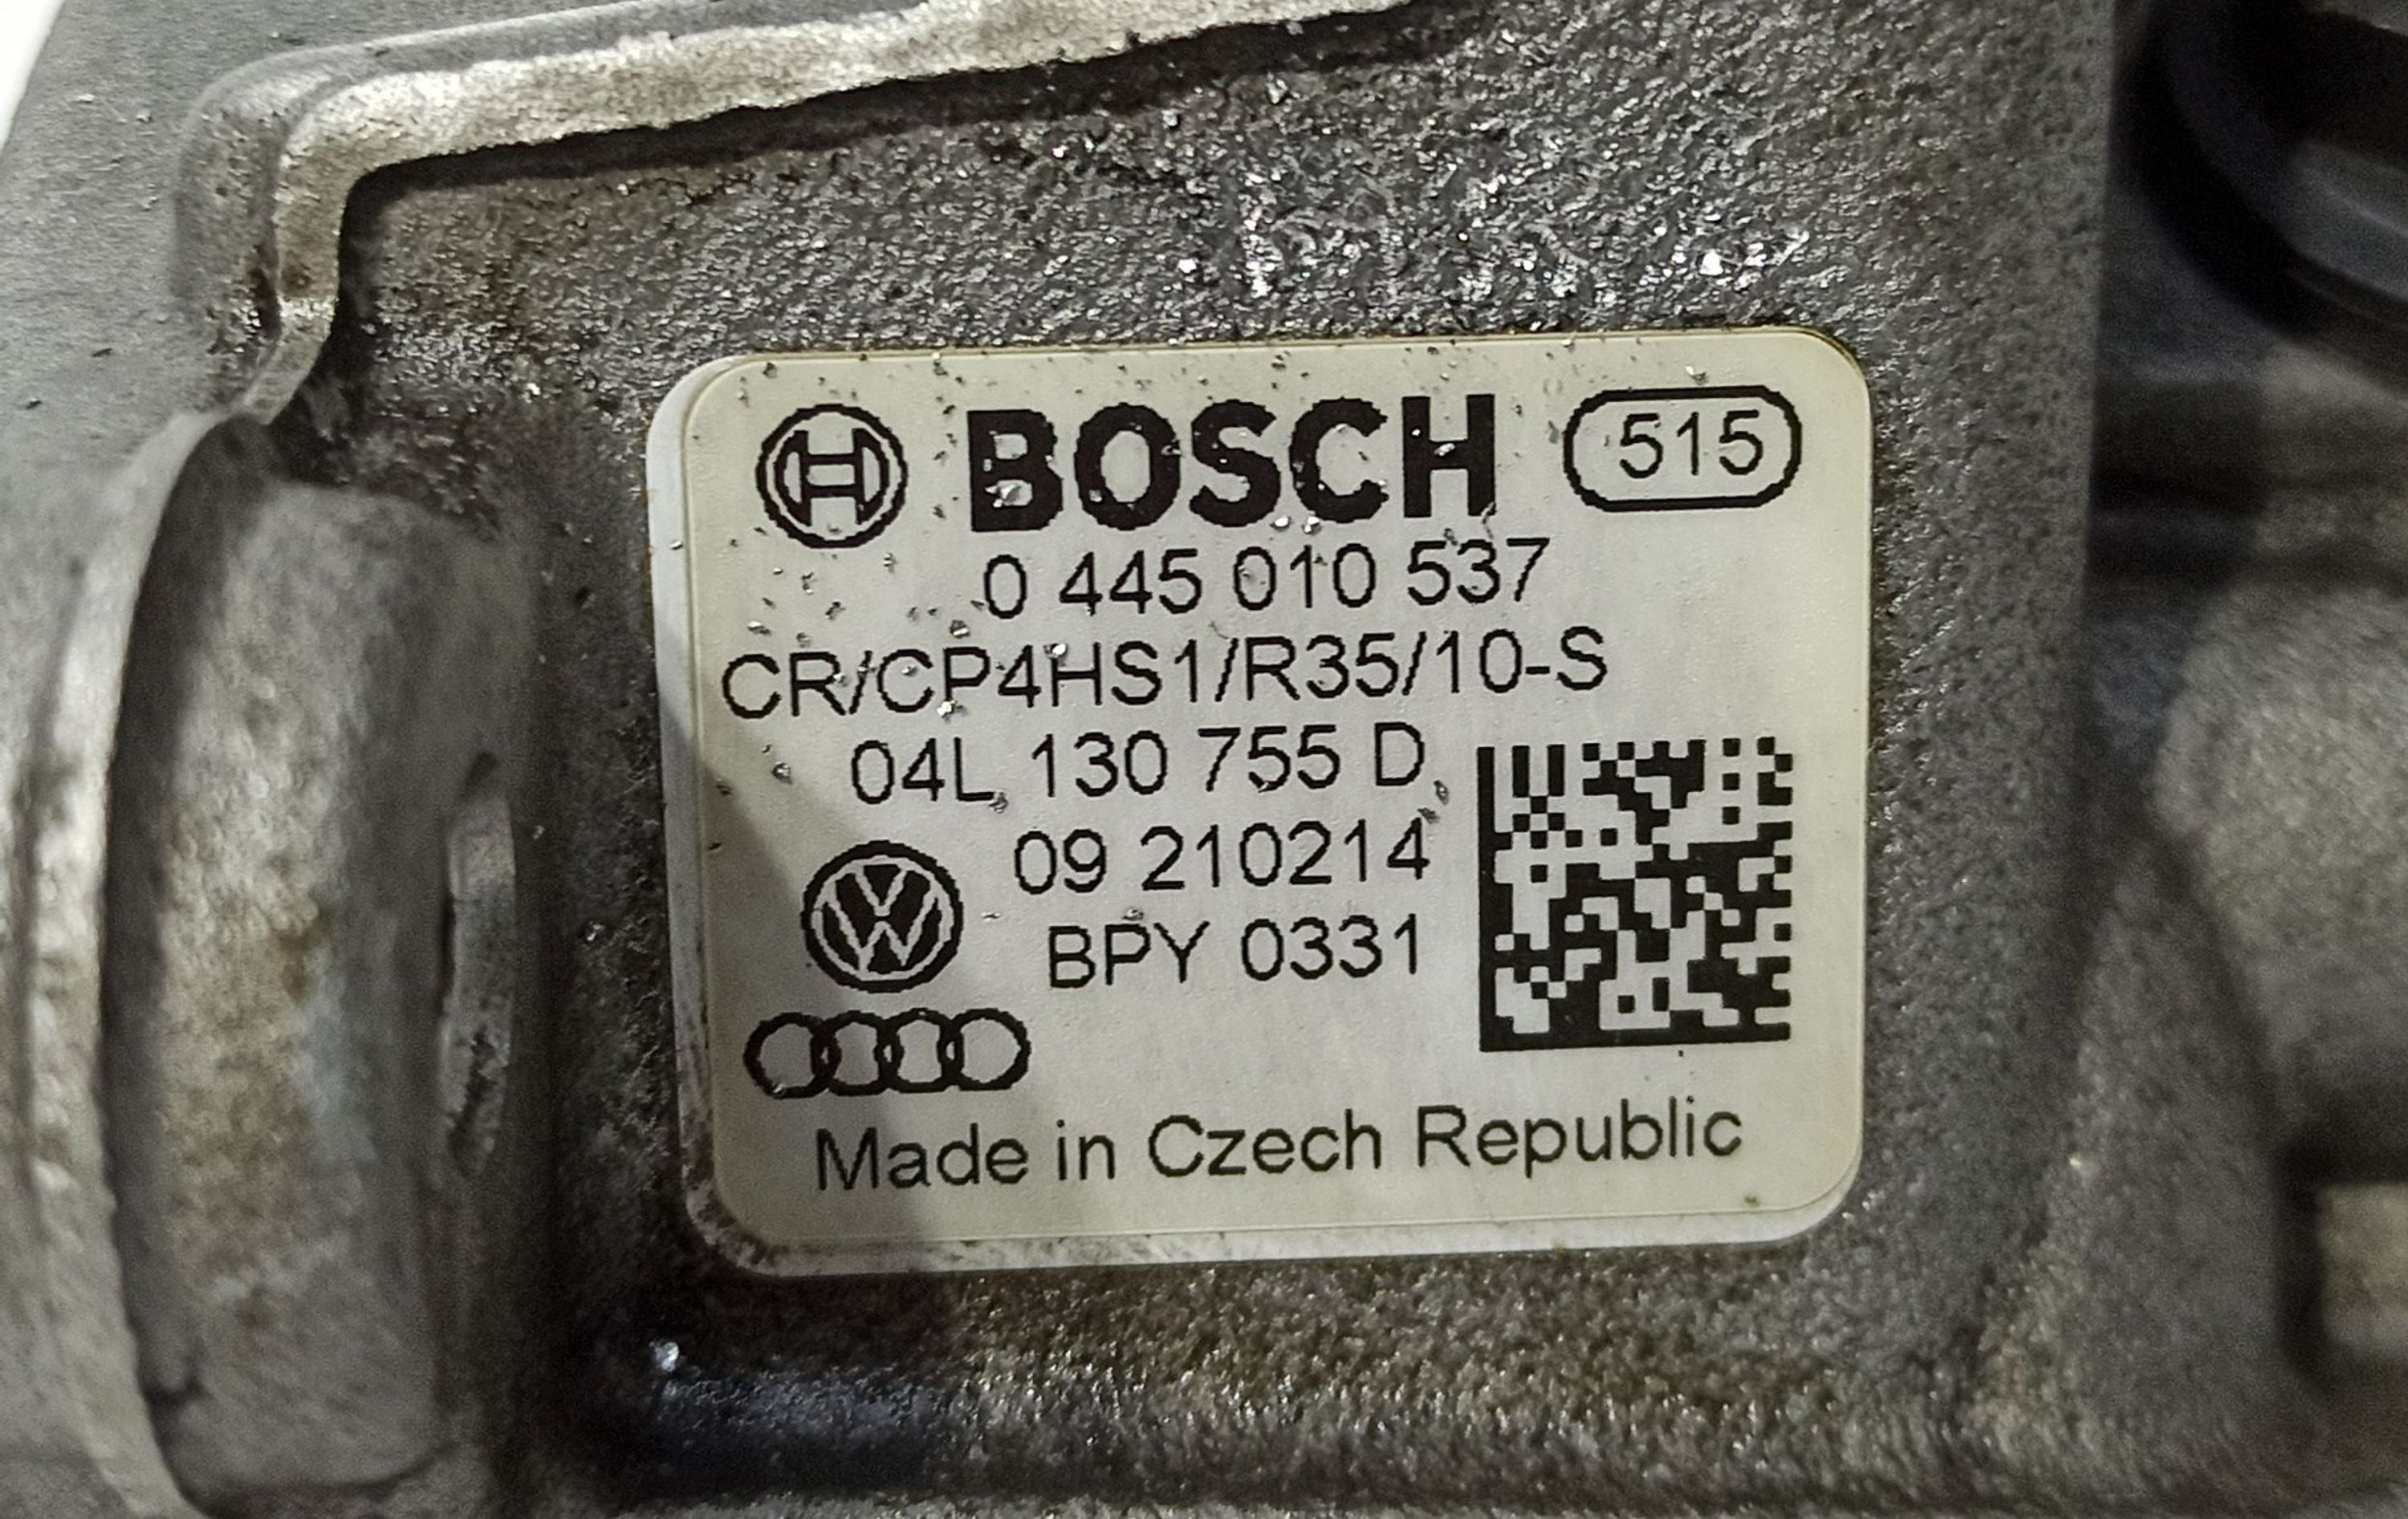 BOSCH 515
0 445 010 537
CR/CP4HS1/R35/10-S
04L 130 755 D
09 210214
BPY 0331
Made in Czech Republic